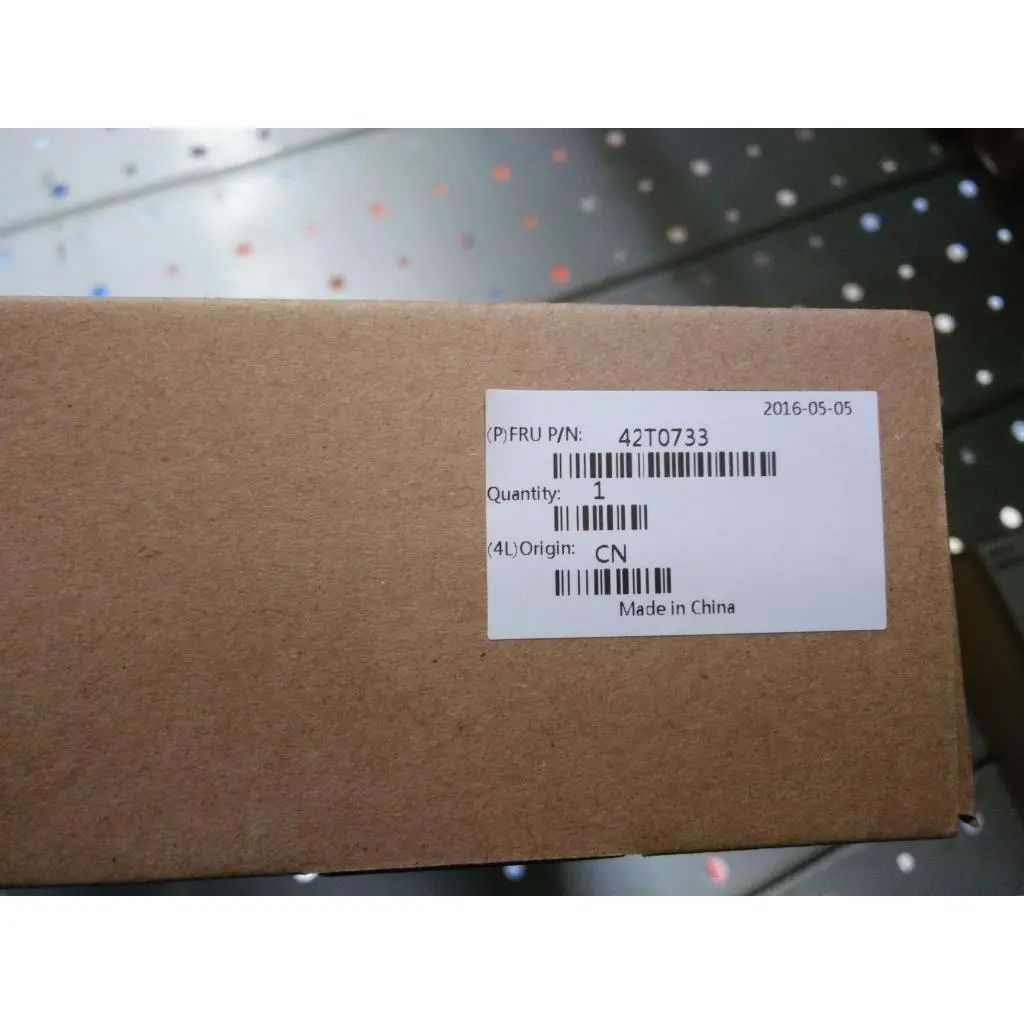 2016-05-05
(P)FRU P/N: 42T0733
Quantity: 1
(4L)Origin: CN
Made in China